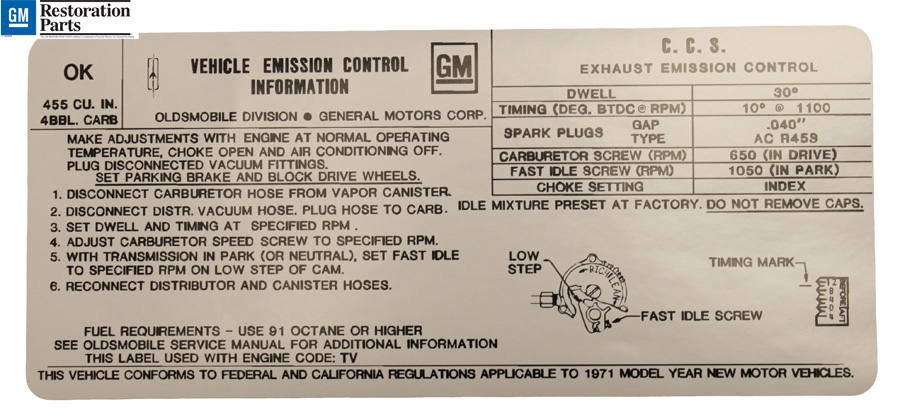 GM
Restoration
Parts
OK
455 CU. IN.
4BBL. CARB
VEHICLE EMISSION CONTROL
INFORMATION
GM
OLDSMOBILE DIVISION ● GENERAL MOTORS CORP.
MAKE ADJUSTMENTS WITH ENGINE AT NORMAL OPERATING
TEMPERATURE, CHOKE OPEN AND AIR CONDITIONING OFF.
PLUG DISCONNECTED VACUUM FITTINGS.
SET PARKING BRAKE AND BLOCK DRIVE WHEELS.
1. DISCONNECT CARBURETOR HOSE FROM VAPOR CANISTER.
2. DISCONNECT DISTR. VACUUM HOSE. PLUG HOSE TO CARB.
3. SET DWELL AND TIMING AT SPECIFIED RPM .
4. ADJUST CARBURETOR SPEED SCREW TO SPECIFIED RPM.
5. WITH TRANSMISSION IN PARK (OR NEUTRAL), SET FAST IDLE
TO SPECIFIED RPM ON LOW STEP OF CAM.
6. RECONNECT DISTRIBUTOR AND CANISTER HOSES.
C. C. S.
EXHAUST EMISSION CONTROL
DWELL 30°
TIMING (DEG. BTDC @ RPM) 10° @ 1100
SPARK PLUGS GAP .040"
TYPE AC R45S
CARBURETOR SCREW (RPM) 650 (IN DRIVE)
FAST IDLE SCREW (RPM) 1050 (IN PARK)
CHOKE SETTING INDEX
IDLE MIXTURE PRESET AT FACTORY. DO NOT REMOVE CAPS.
LOW
STEP
RICH LEAN
FAST IDLE SCREW
TIMING MARK
12
8
4
0
4
BEFORE
FUEL REQUIREMENTS - USE 91 OCTANE OR HIGHER
SEE OLDSMOBILE SERVICE MANUAL FOR ADDITIONAL INFORMATION
THIS LABEL USED WITH ENGINE CODE: TV
THIS VEHICLE CONFORMS TO FEDERAL AND CALIFORNIA REGULATIONS APPLICABLE TO 1971 MODEL YEAR NEW MOTOR VEHICLES.